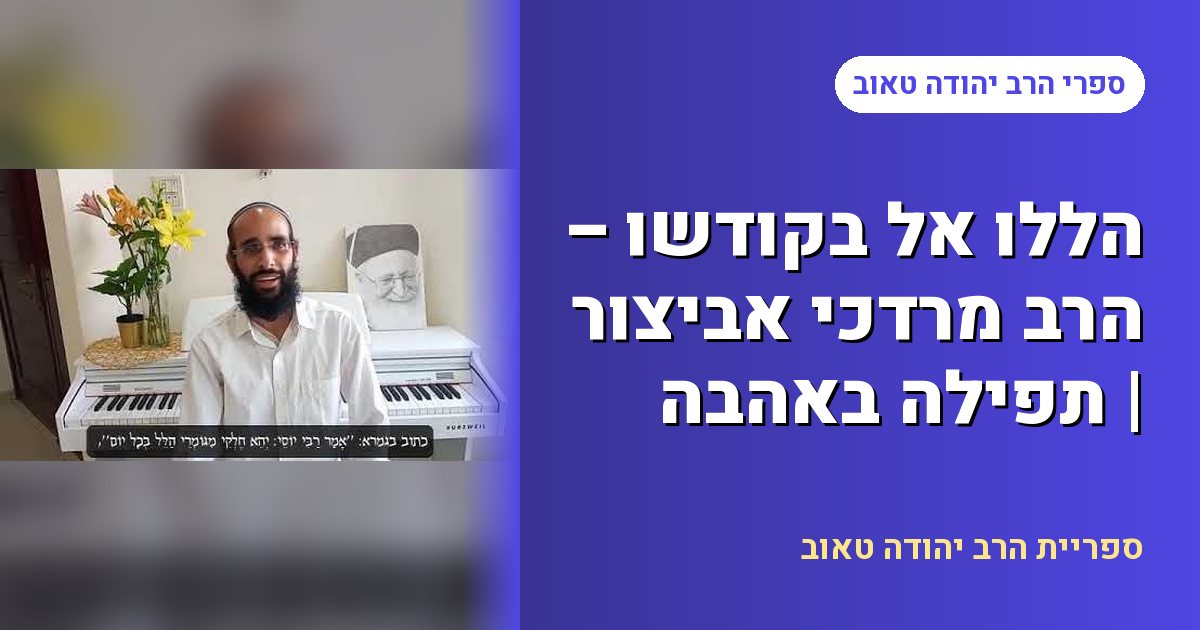 ספרי הרב יהודה טאוב
הללו אל בקודשו –
הרב מרדכי אביצור
| תפילה באהבה
ספריית הרב יהודה טאוב
כתוב בגמרא: ''אָמַר רַבִּי יוֹסֵי: יְהֵא חֶלְקִי מִגּוֹמְרֵי הַלֵּל בְּכָל יוֹם'',
KURZWEIL